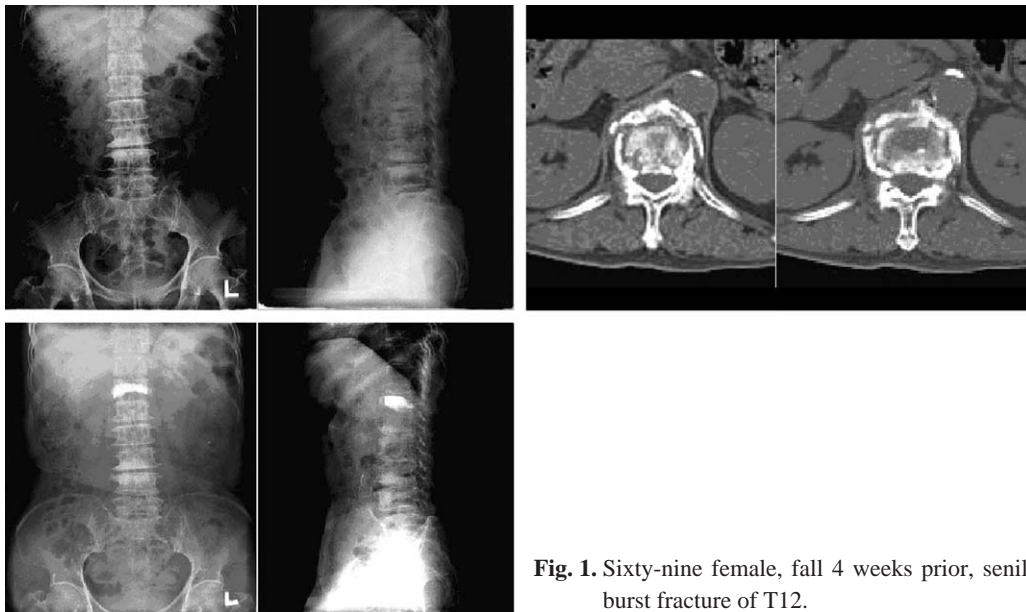 L
L
Fig. 1. Sixty-nine female, fall 4 weeks prior, senil
burst fracture of T12.